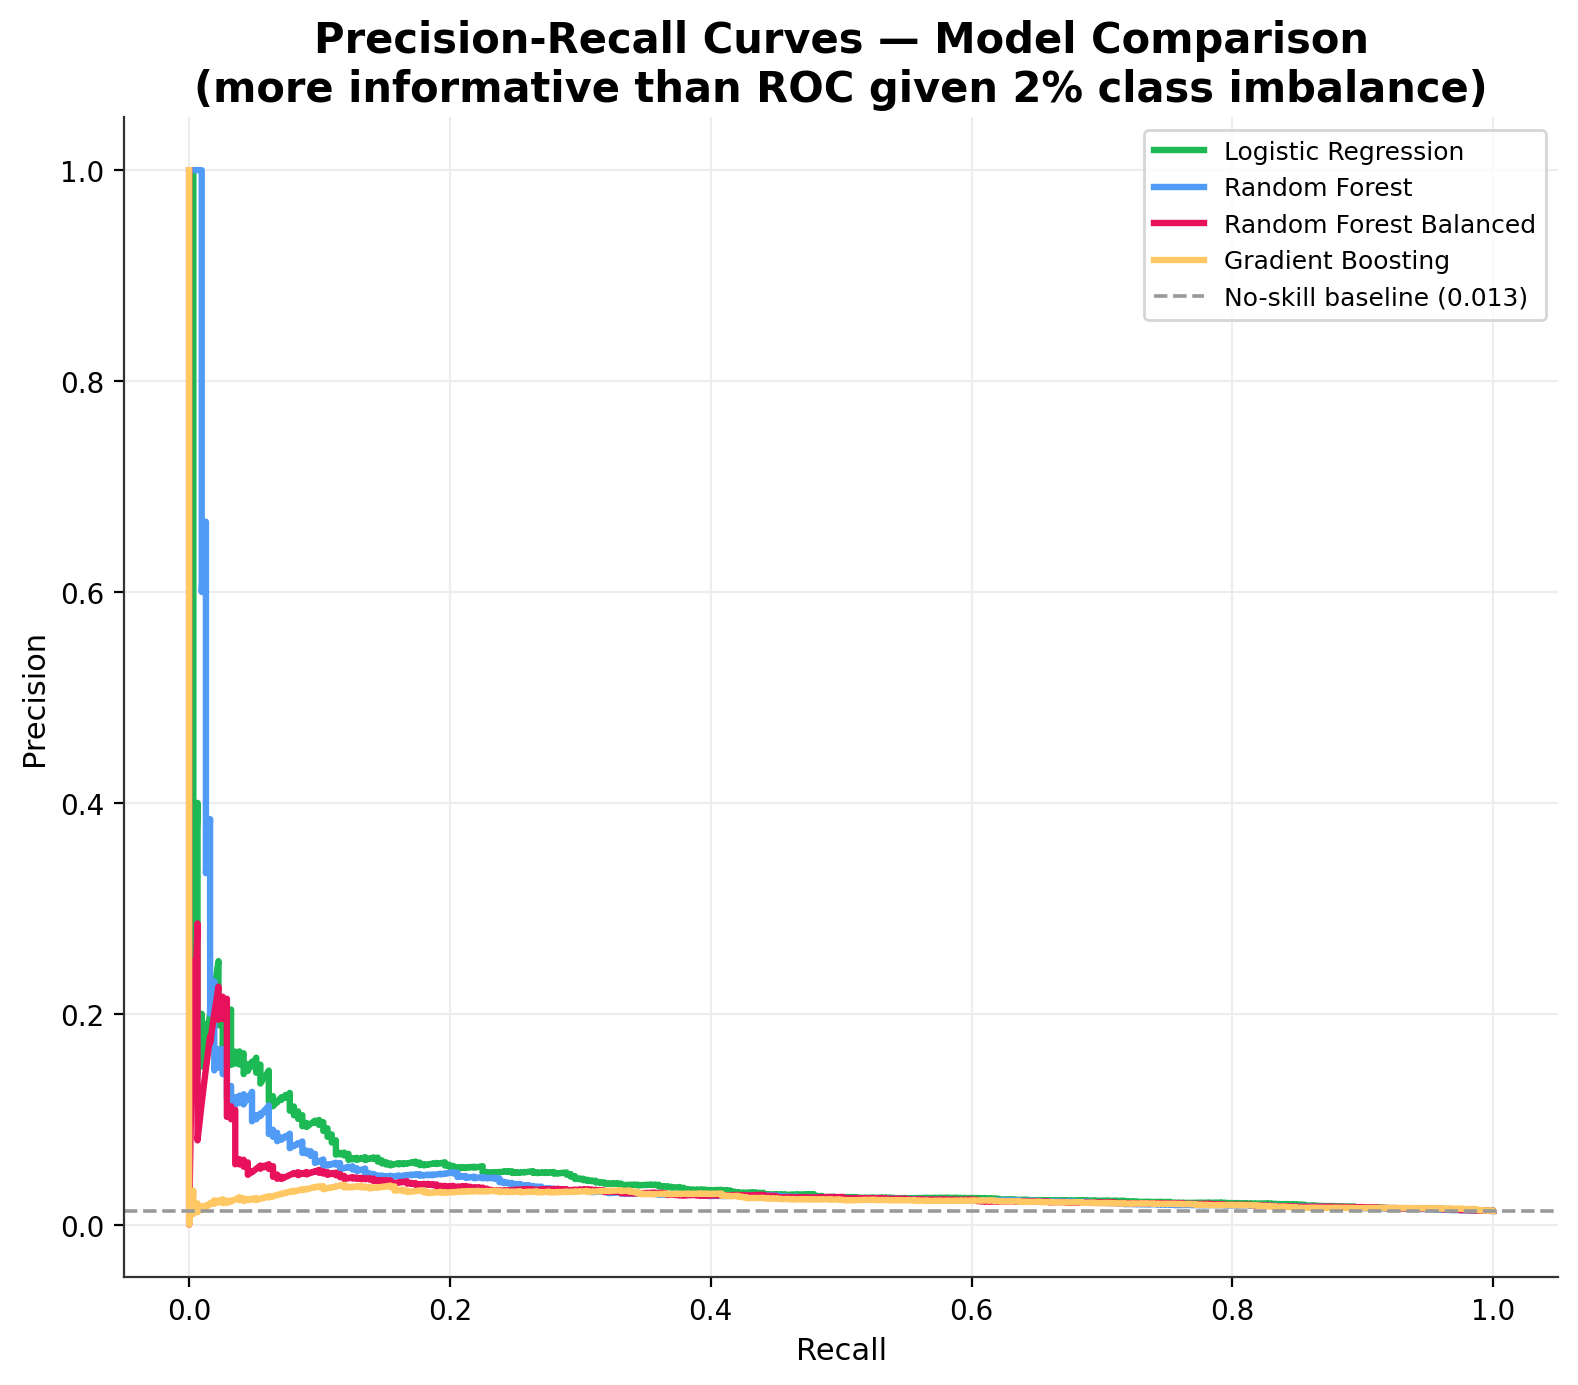 Precision-Recall Curves — Model Comparison
(more informative than ROC given 2% class imbalance)
Logistic Regression
Random Forest
Random Forest Balanced
Gradient Boosting
No-skill baseline (0.013)
Precision
1.0
0.8
0.6
0.4
0.2
0.0
0.0 0.2 0.4 0.6 0.8 1.0
Recall